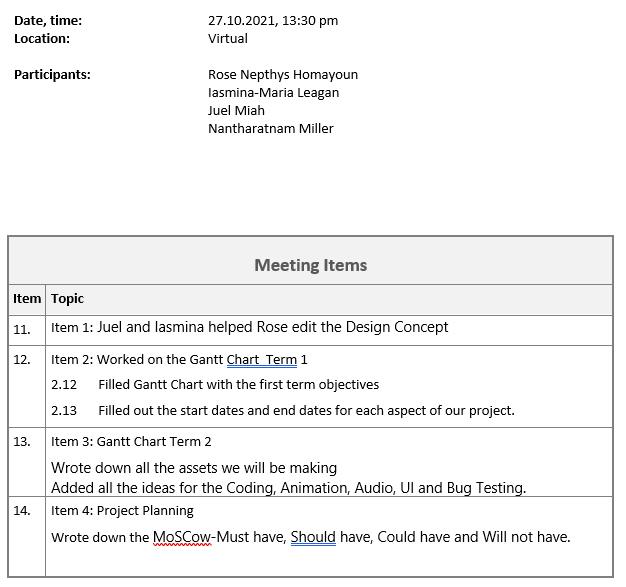 Date, time: 27.10.2021, 13:30 pm
Location: Virtual
Participants: Rose Nepthys Homayoun
Iasmina-Maria Leagan
Juel Miah
Nantharatnam Miller
Meeting Items
Item Topic
11. Item 1: Juel and Iasmina helped Rose edit the Design Concept
12. Item 2: Worked on the Gantt Chart Term 1
2.12 Filled Gantt Chart with the first term objectives
2.13 Filled out the start dates and end dates for each aspect of our project.
13. Item 3: Gantt Chart Term 2
Wrote down all the assets we will be making
Added all the ideas for the Coding, Animation, Audio, UI and Bug Testing.
14. Item 4: Project Planning
Wrote down the MoSCow-Must have, Should have, Could have and Will not have.